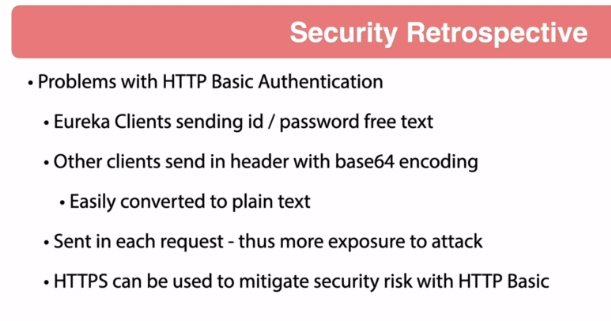 Security Retrospective
• Problems with HTTP Basic Authentication
• Eureka Clients sending id / password free text
• Other clients send in header with base64 encoding
• Easily converted to plain text
• Sent in each request - thus more exposure to attack
• HTTPS can be used to mitigate security risk with HTTP Basic